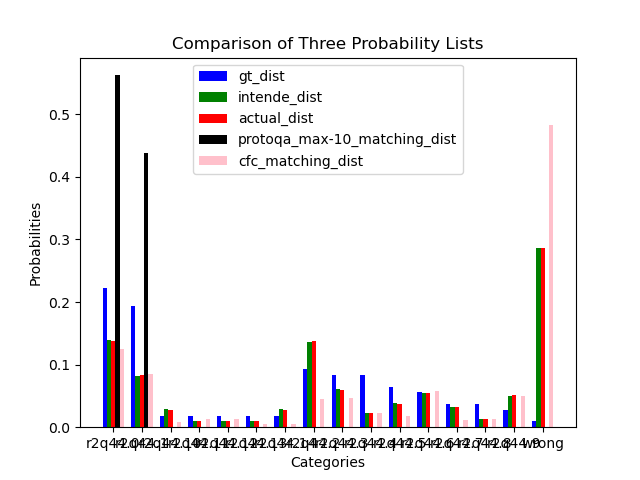 Comparison of Three Probability Lists
gt_dist
intende_dist
actual_dist
protoqa_max-10_matching_dist
cfc_matching_dist
Probabilities
0.5
0.4
0.3
0.2
0.1
0.0
wrong
Categories